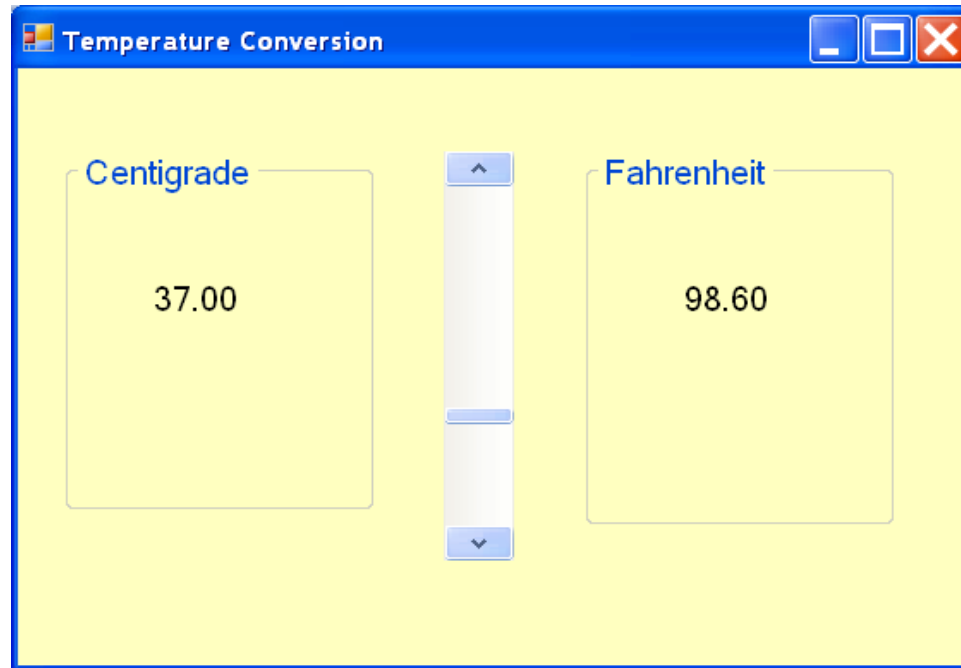 Temperature Conversion
Centigrade
Fahrenheit
37.00
98.60